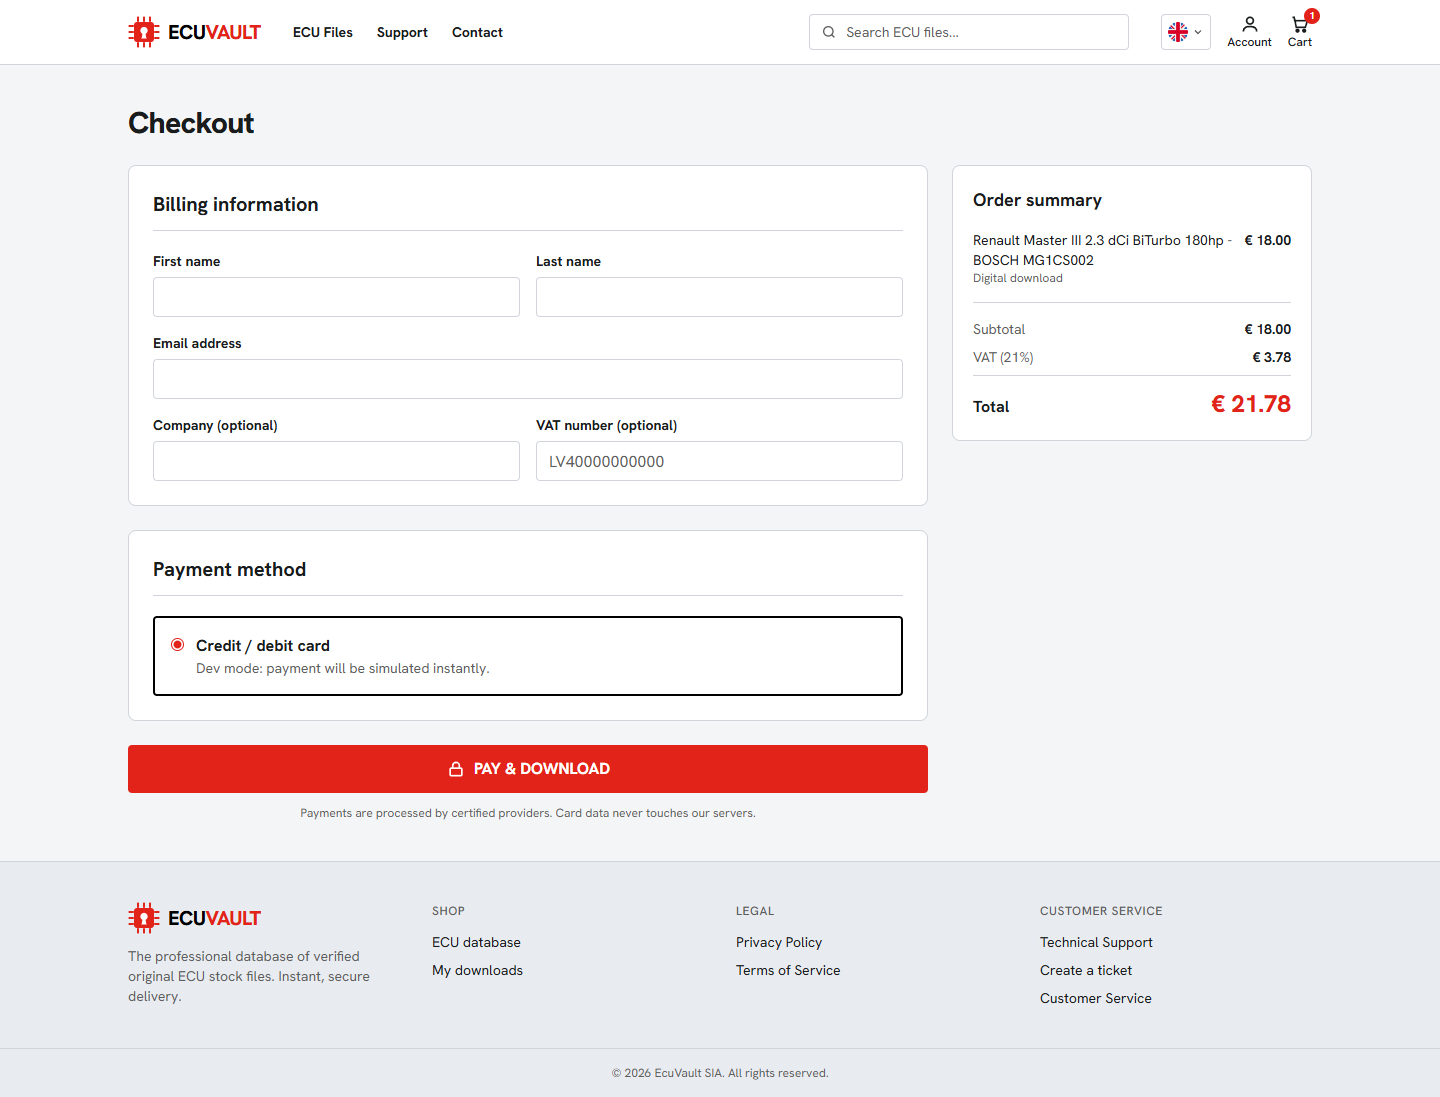 ECUVAULT
ECU Files
Support
Contact
Search ECU files...
Account
1
Cart
Checkout
Billing information
First name
Last name
Email address
Company (optional)
VAT number (optional)
LV40000000000
Order summary
Renault Master III 2.3 dCi BiTurbo 180hp - € 18.00
BOSCH MG1CS002
Digital download
Subtotal € 18.00
VAT (21%) € 3.78
Total € 21.78
Payment method
Credit / debit card
Dev mode: payment will be simulated instantly.
PAY & DOWNLOAD
Payments are processed by certified providers. Card data never touches our servers.
ECUVAULT
The professional database of verified
original ECU stock files. Instant, secure
delivery.
SHOP
ECU database
My downloads
LEGAL
Privacy Policy
Terms of Service
CUSTOMER SERVICE
Technical Support
Create a ticket
Customer Service
© 2026 EcuVault SIA. All rights reserved.